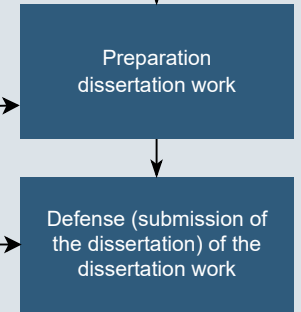 Preparation
dissertation work
Defense (submission of
the dissertation) of the
dissertation work